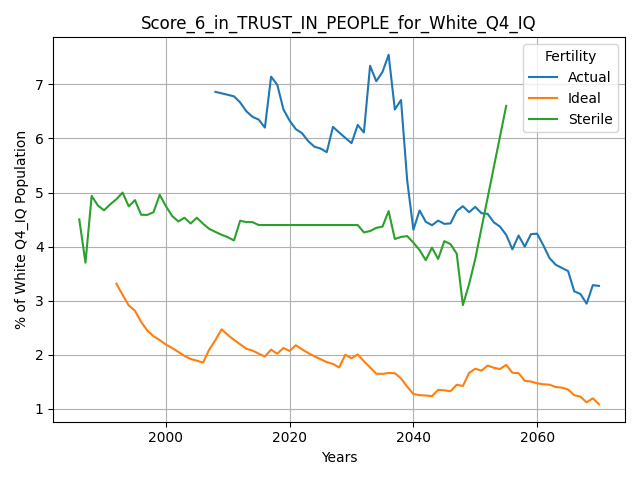 Score_6_in_TRUST_IN_PEOPLE_for_White_Q4_IQ
Fertility
Actual
Ideal
Sterile
% of White Q4_IQ Population
7
6
5
4
3
2
1
2000 2020 2040 2060
Years